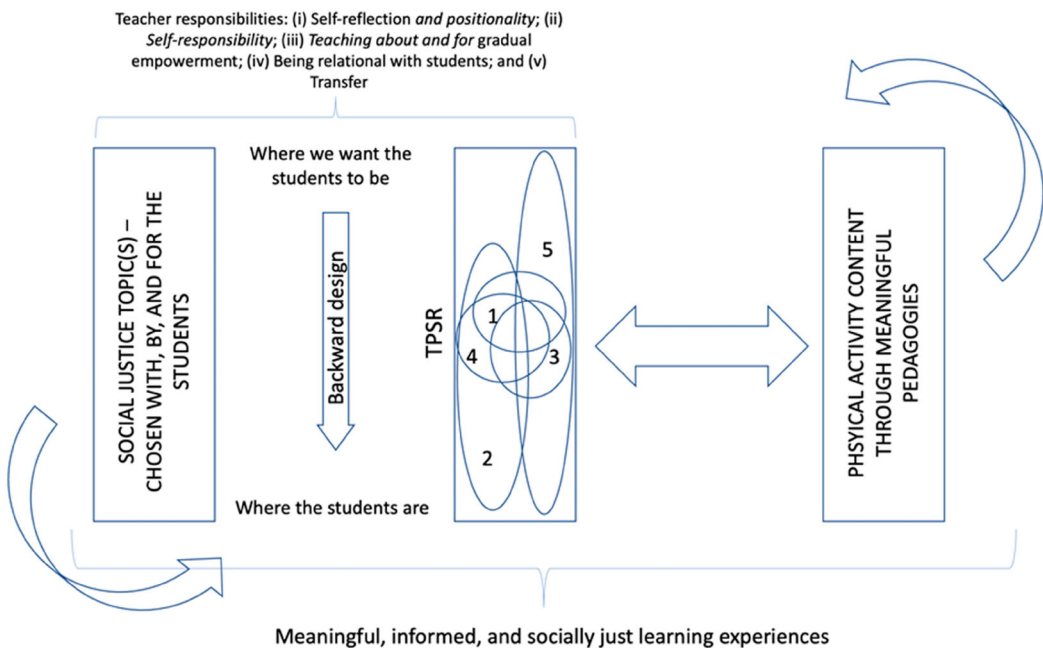 Teacher responsibilities: (i) Self-reflection and positionality; (ii)
Self-responsibility; (iii) Teaching about and for gradual
empowerment; (iv) Being relational with students; and (v)
Transfer
SOCIAL JUSTICE TOPIC(S) –
CHOSEN WITH, BY, AND FOR THE
STUDENTS
Where we want the
students to be
Backward design
Where the students are
TPSR
5
1
4
3
2
PHSYICAL ACTIVITY CONTENT
THROUGH MEANINGFUL
PEDAGOGIES
Meaningful, informed, and socially just learning experiences